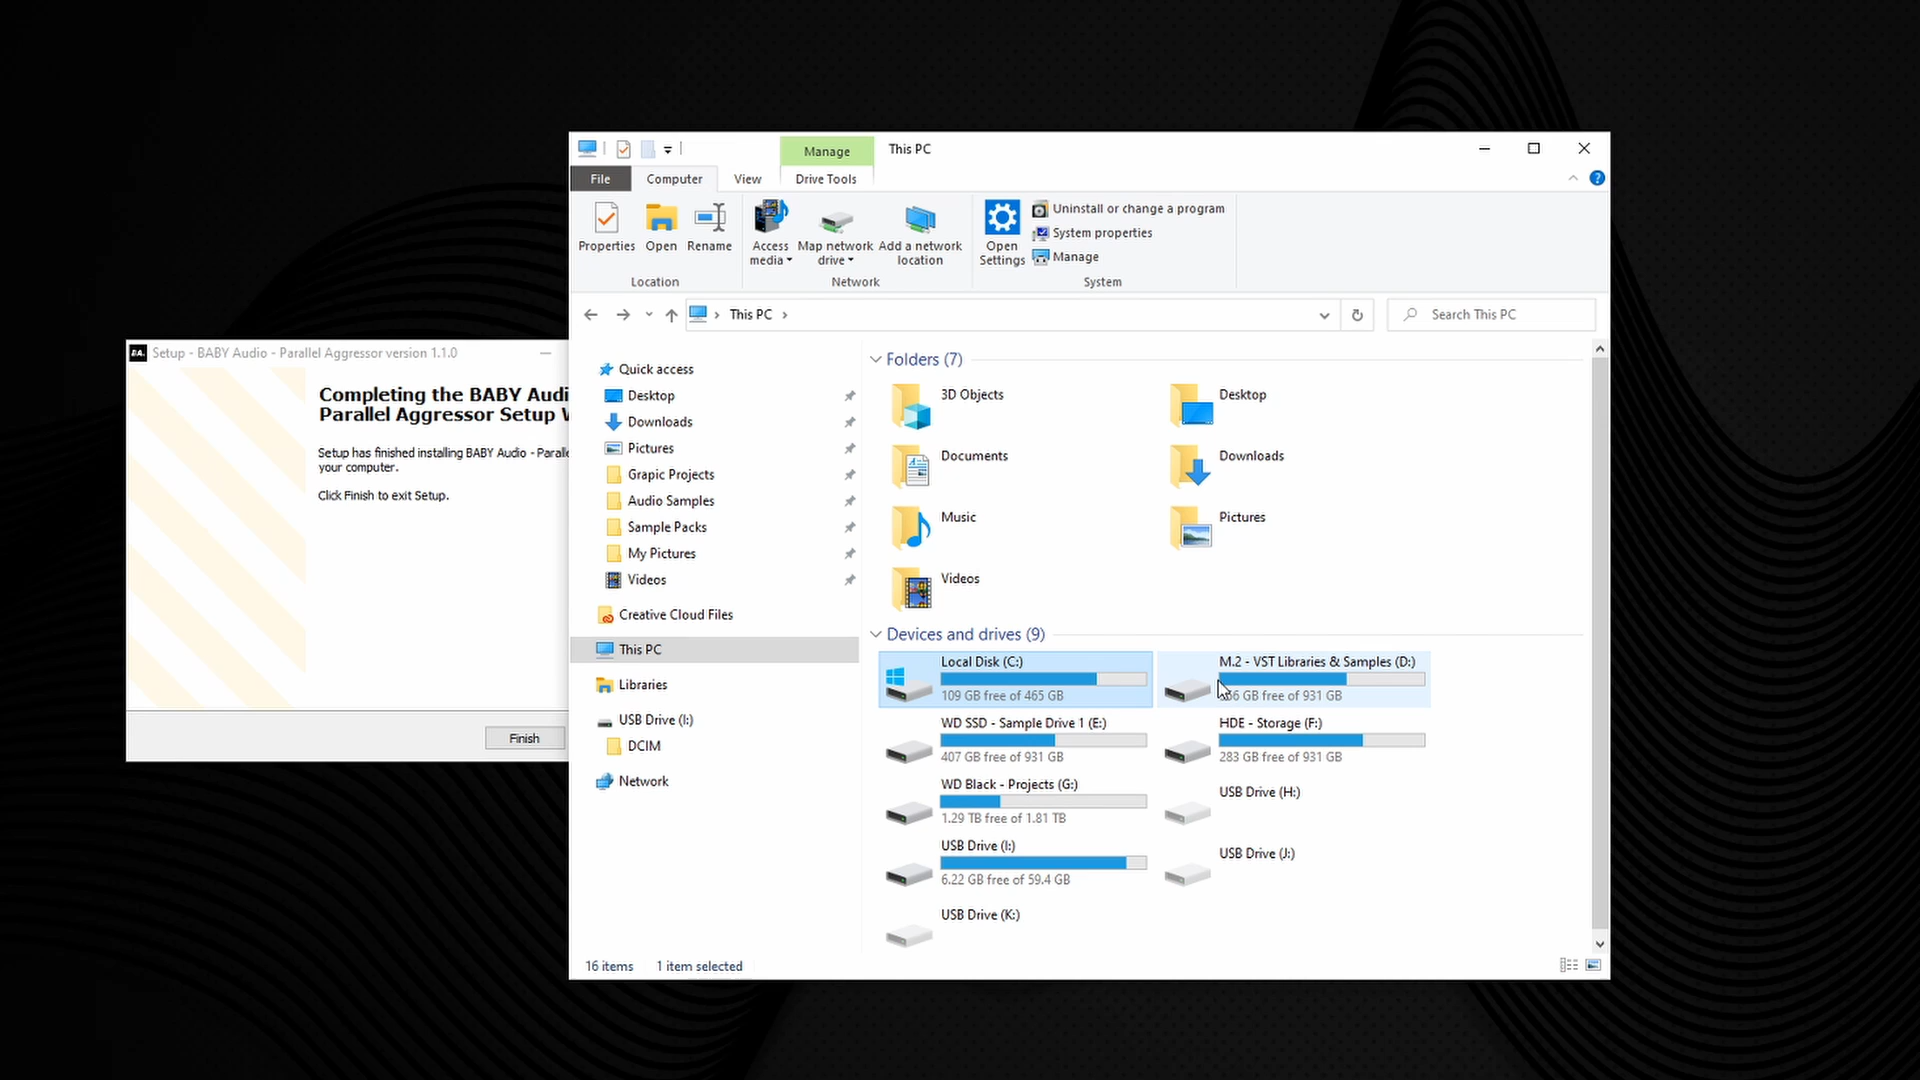 This PC
Manage
File
Computer
View
Drive Tools
Properties
Open
Rename
Access media
Map network drive
Add a network location
Open Settings
Uninstall or change a program
System properties
Manage
Location
Network
System
This PC
Search This PC
BA.
Setup - BABY Audio - Parallel Aggressor version 1.1.0
Completing the BABY Audi
Parallel Aggressor Setup
Setup has finished installing BABY Audio - Paralle
your computer.
Click Finish to exit Setup.
Finish
Quick access
Desktop
Downloads
Pictures
Grapic Projects
Audio Samples
Sample Packs
My Pictures
Videos
Creative Cloud Files
This PC
Libraries
USB Drive (I:)
DCIM
Network
Folders (7)
3D Objects
Desktop
Documents
Downloads
Music
Pictures
Videos
Devices and drives (9)
Local Disk (C:)
109 GB free of 465 GB
M.2 - VST Libraries & Samples (D:)
GB free of 931 GB
WD SSD - Sample Drive 1 (E:)
407 GB free of 931 GB
HDE - Storage (F:)
283 GB free of 931 GB
WD Black - Projects (G:)
1.29 TB free of 1.81 TB
USB Drive (H:)
USB Drive (I:)
6.22 GB free of 59.4 GB
USB Drive (J:)
USB Drive (K:)
16 items
1 item selected